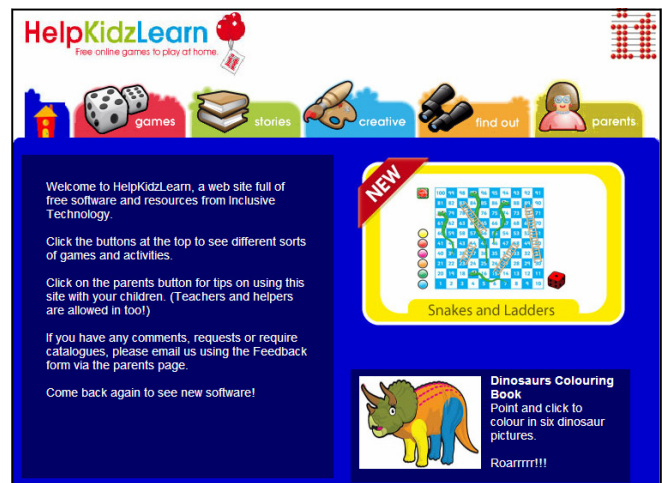 HelpKidzLearn
Free online games to play at home.
games
stories
creative
find out
parents
Welcome to HelpKidzLearn, a web site full of
free software and resources from Inclusive
Technology.
Click the buttons at the top to see different sorts
of games and activities.
Click on the parents button for tips on using this
site with your children. (Teachers and helpers
are allowed in too!)
If you have any comments, requests or require
catalogues, please email us using the Feedback
form via the parents page.
Come back again to see new software!
NEW
Snakes and Ladders
Dinosaurs Colouring
Book
Point and click to
colour in six dinosaur
pictures.
Roarrrrr!!!